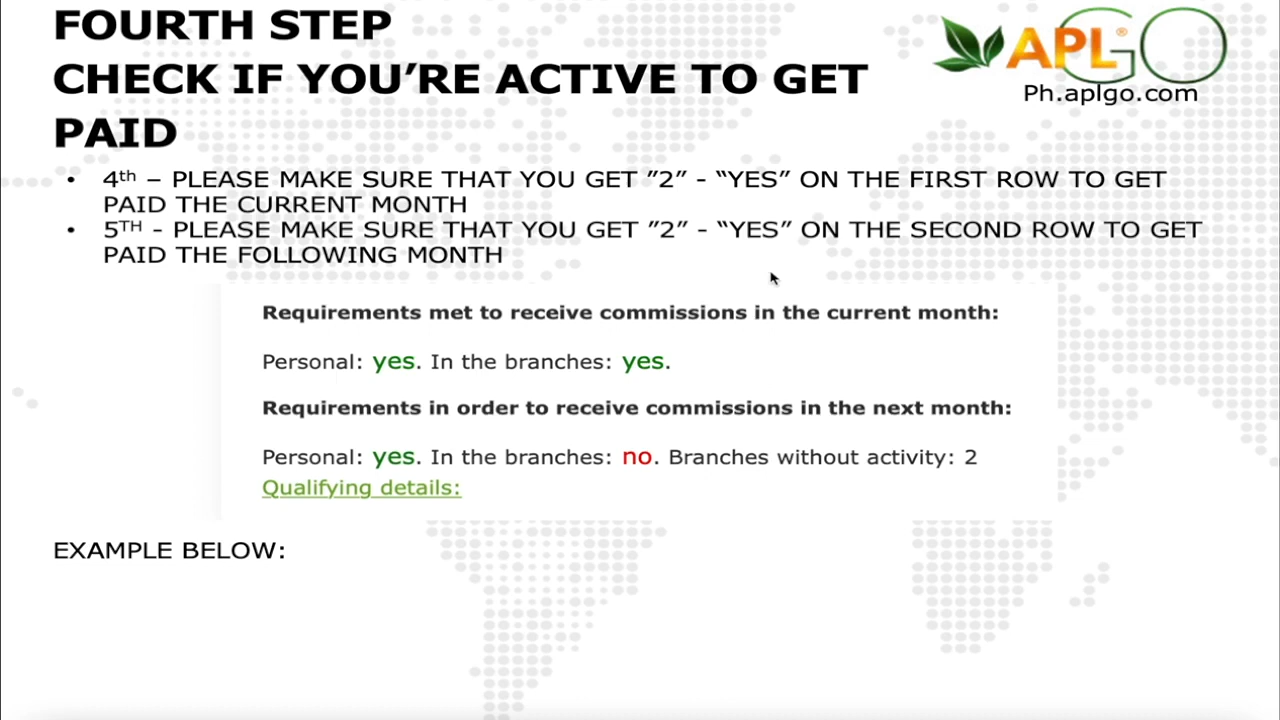 FOURTH STEP
CHECK IF YOU’RE ACTIVE TO GET
PAID
APL®GO
Ph.aplgo.com
• 4th – PLEASE MAKE SURE THAT YOU GET ”2” - “YES” ON THE FIRST ROW TO GET
PAID THE CURRENT MONTH
• 5TH - PLEASE MAKE SURE THAT YOU GET ”2” - “YES” ON THE SECOND ROW TO GET
PAID THE FOLLOWING MONTH
Requirements met to receive commissions in the current month:
Personal: yes. In the branches: yes.
Requirements in order to receive commissions in the next month:
Personal: yes. In the branches: no. Branches without activity: 2
Qualifying details:
EXAMPLE BELOW: